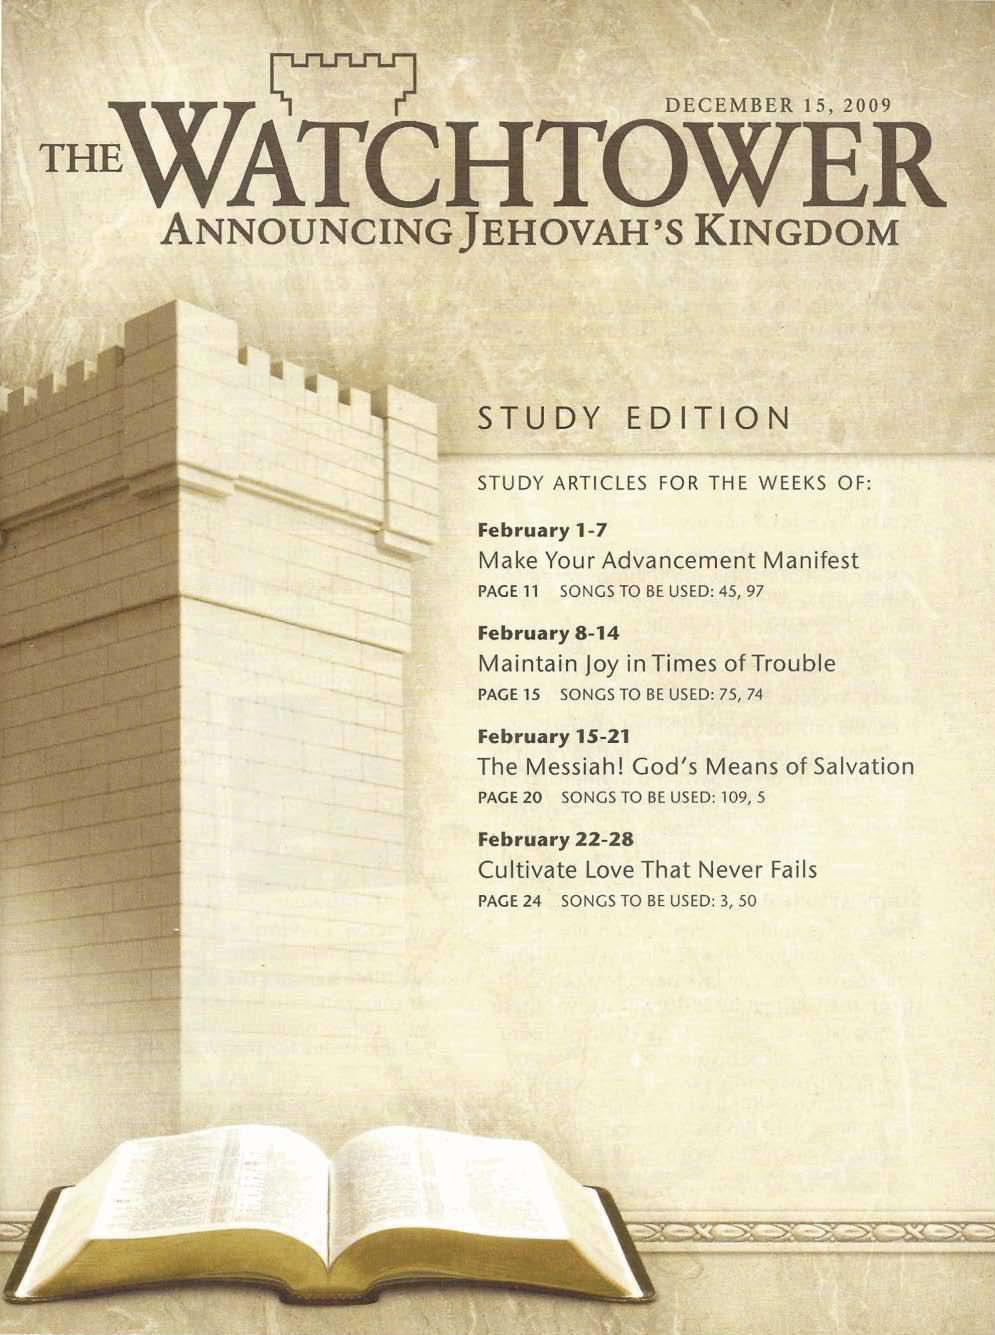 DECEMBER 15, 2009
THE WATCHTOWER
ANNOUNCING JEHOVAH'S KINGDOM
STUDY EDITION
STUDY ARTICLES FOR THE WEEKS OF:
February 1-7
Make Your Advancement Manifest
PAGE 11 SONGS TO BE USED: 45, 97
February 8-14
Maintain Joy in Times of Trouble
PAGE 15 SONGS TO BE USED: 75, 74
February 15-21
The Messiah! God's Means of Salvation
PAGE 20 SONGS TO BE USED: 109, 5
February 22-28
Cultivate Love That Never Fails
PAGE 24 SONGS TO BE USED: 3, 50